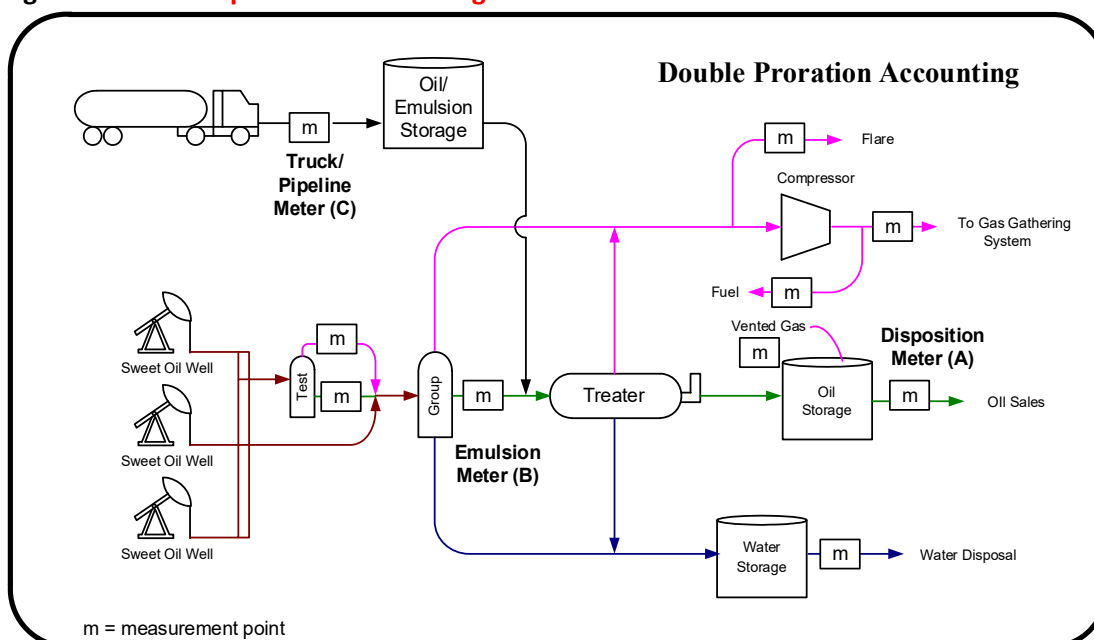 Double Proration Accounting
Oil/
Emulsion
Storage
m
Truck/
Pipeline
Meter (C)
m
Flare
Compressor
m
To Gas Gathering
System
Fuel
m
Vented Gas
m
Disposition
Meter (A)
Sweet Oil Well
Test
m
m
Group
m
Treater
Oil
Storage
m
OIl Sales
Sweet Oil Well
Emulsion
Meter (B)
Sweet Oil Well
Water
Storage
m
Water Disposal
m = measurement point